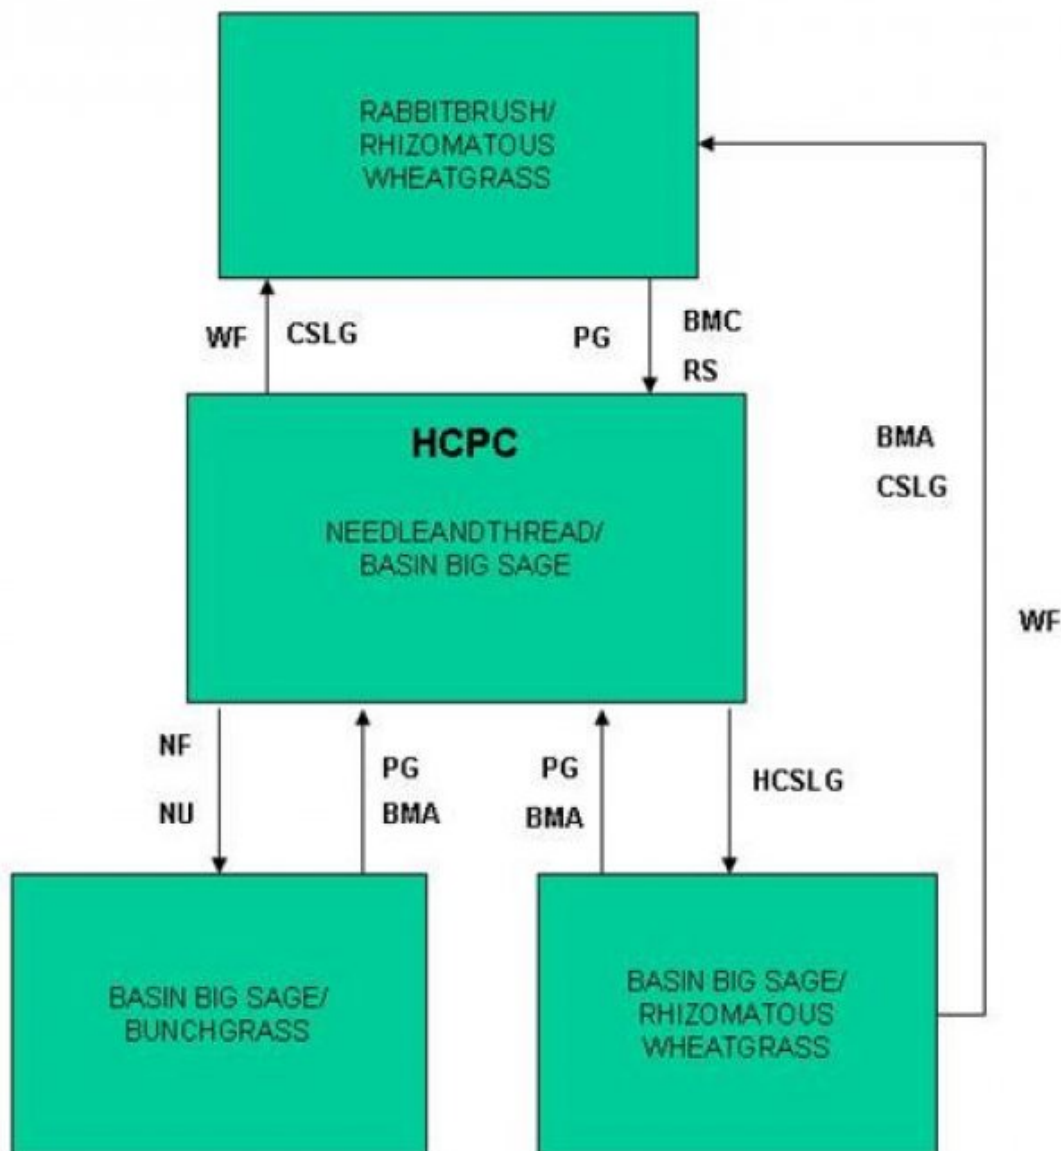 RABBITBRUSH/
RHIZOMATOUS
WHEATGRASS
WF
CSLG
PG
BMC
RS
HCPC
NEEDLEANDTHREAD/
BASIN BIG SAGE
BMA
CSLG
WF
NF
NU
PG
BMA
PG
BMA
HCSLG
BASIN BIG SAGE/
BUNCHGRASS
BASIN BIG SAGE/
RHIZOMATOUS
WHEATGRASS